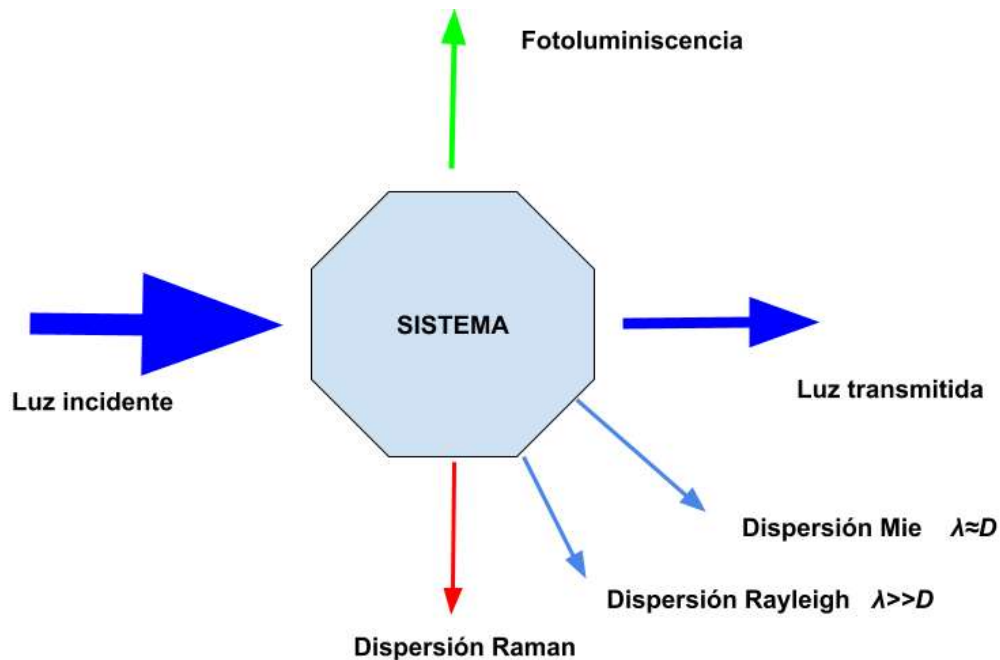 Fotoluminiscencia
SISTEMA
Luz incidente
Luz transmitida
Dispersión Mie λ≈D
Dispersión Rayleigh λ>>D
Dispersión Raman